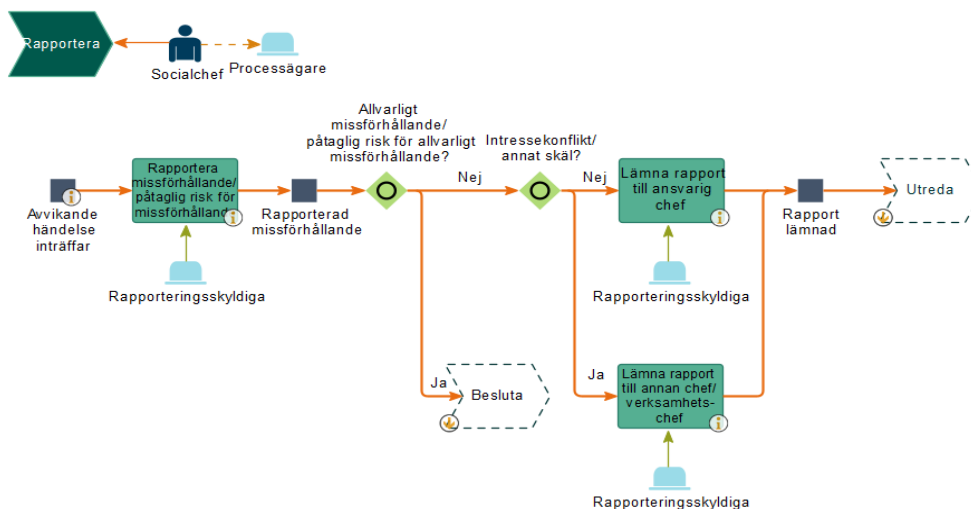 Rapportera
Socialchef
Processägare
Allvarligt
missförhållande/
påtaglig risk för allvarligt
missförhållande?
Intressekonflikt/
annat skäl?
Rapportera
missförhållande/
påtaglig risk för
missförhåland
Nej
Nej
Lämna rapport
till ansvarig
chef
Utreda
Avvikande
händelse
inträffar
Rapporterad
missförhållande
Rapport
lämnad
Rapporteringsskyldiga
Rapporteringsskyldiga
Ja
Besluta
Ja
Lämna rapport
till annan chef/
verksamhets-
chef
Rapporteringsskyldiga